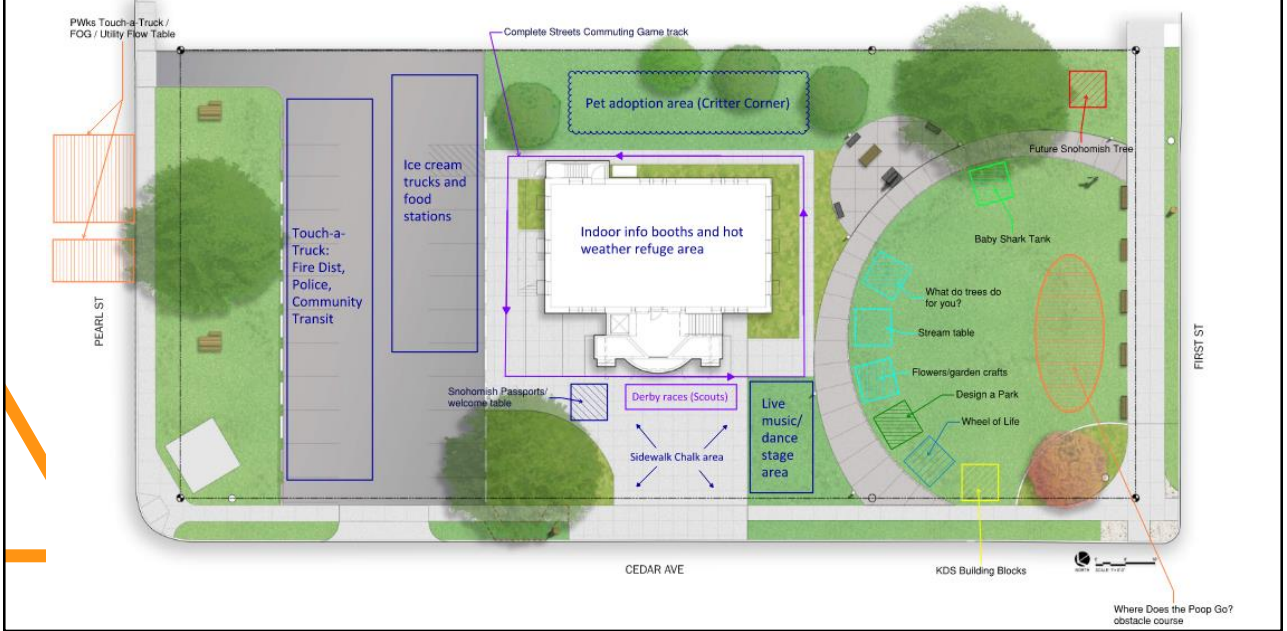 PWks Touch-a-Truck /
FOG / Utility Flow Table
Complete Streets Commuting Game track
Pet adoption area (Critter Corner)
Future Snohomish Tree
Ice cream
trucks and
food
stations
Indoor info booths and hot
weather refuge area
Touch-a-
Truck:
Fire Dist,
Police,
Community
Transit
Baby Shark Tank
What do trees do
for you?
Stream table
Flowers/garden crafts
Design a Park
Wheel of Life
PEARL ST
FIRST ST
Snohomish Passports/
welcome table
Derby races (Scouts)
Live
music/
dance
stage
area
Sidewalk Chalk area
CEDAR AVE
KDS Building Blocks
NORTH
Where Does the Poop Go?
obstacle course